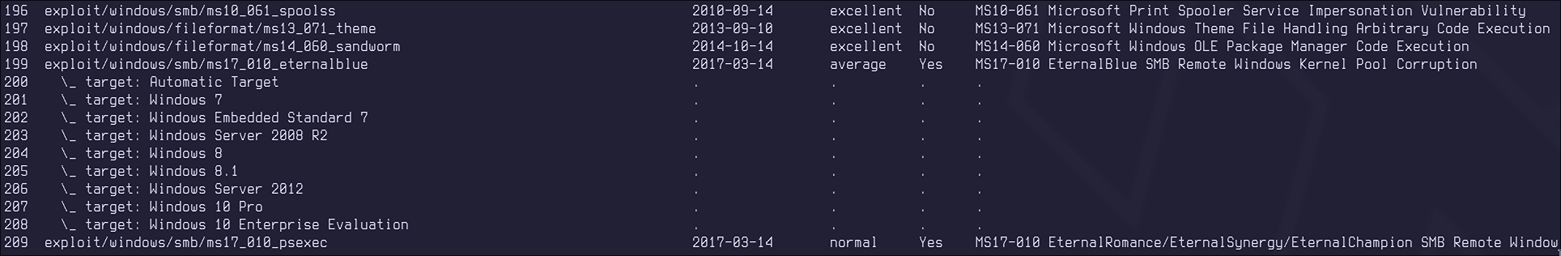 196 exploit/windows/smb/ms10_061_spoolss 2010-09-14 excellent No MS10-061 Microsoft Print Spooler Service Impersonation Vulnerability
197 exploit/windows/fileformat/ms13_071_theme 2013-09-10 excellent No MS13-071 Microsoft Windows Theme File Handling Arbitrary Code Execution
198 exploit/windows/fileformat/ms14_060_sandworm 2014-10-14 excellent No MS14-060 Microsoft Windows OLE Package Manager Code Execution
199 exploit/windows/smb/ms17_010_eternalblue 2017-03-14 average Yes MS17-010 EternalBlue SMB Remote Windows Kernel Pool Corruption
200 \_ target: Automatic Target . . . .
201 \_ target: Windows 7 . . . .
202 \_ target: Windows Embedded Standard 7 . . . .
203 \_ target: Windows Server 2008 R2 . . . .
204 \_ target: Windows 8 . . . .
205 \_ target: Windows 8.1 . . . .
206 \_ target: Windows Server 2012 . . . .
207 \_ target: Windows 10 Pro . . . .
208 \_ target: Windows 10 Enterprise Evaluation . . . .
209 exploit/windows/smb/ms17_010_psexec 2017-03-14 normal Yes MS17-010 EternalRomance/EternalSynergy/EternalChampion SMB Remote Window